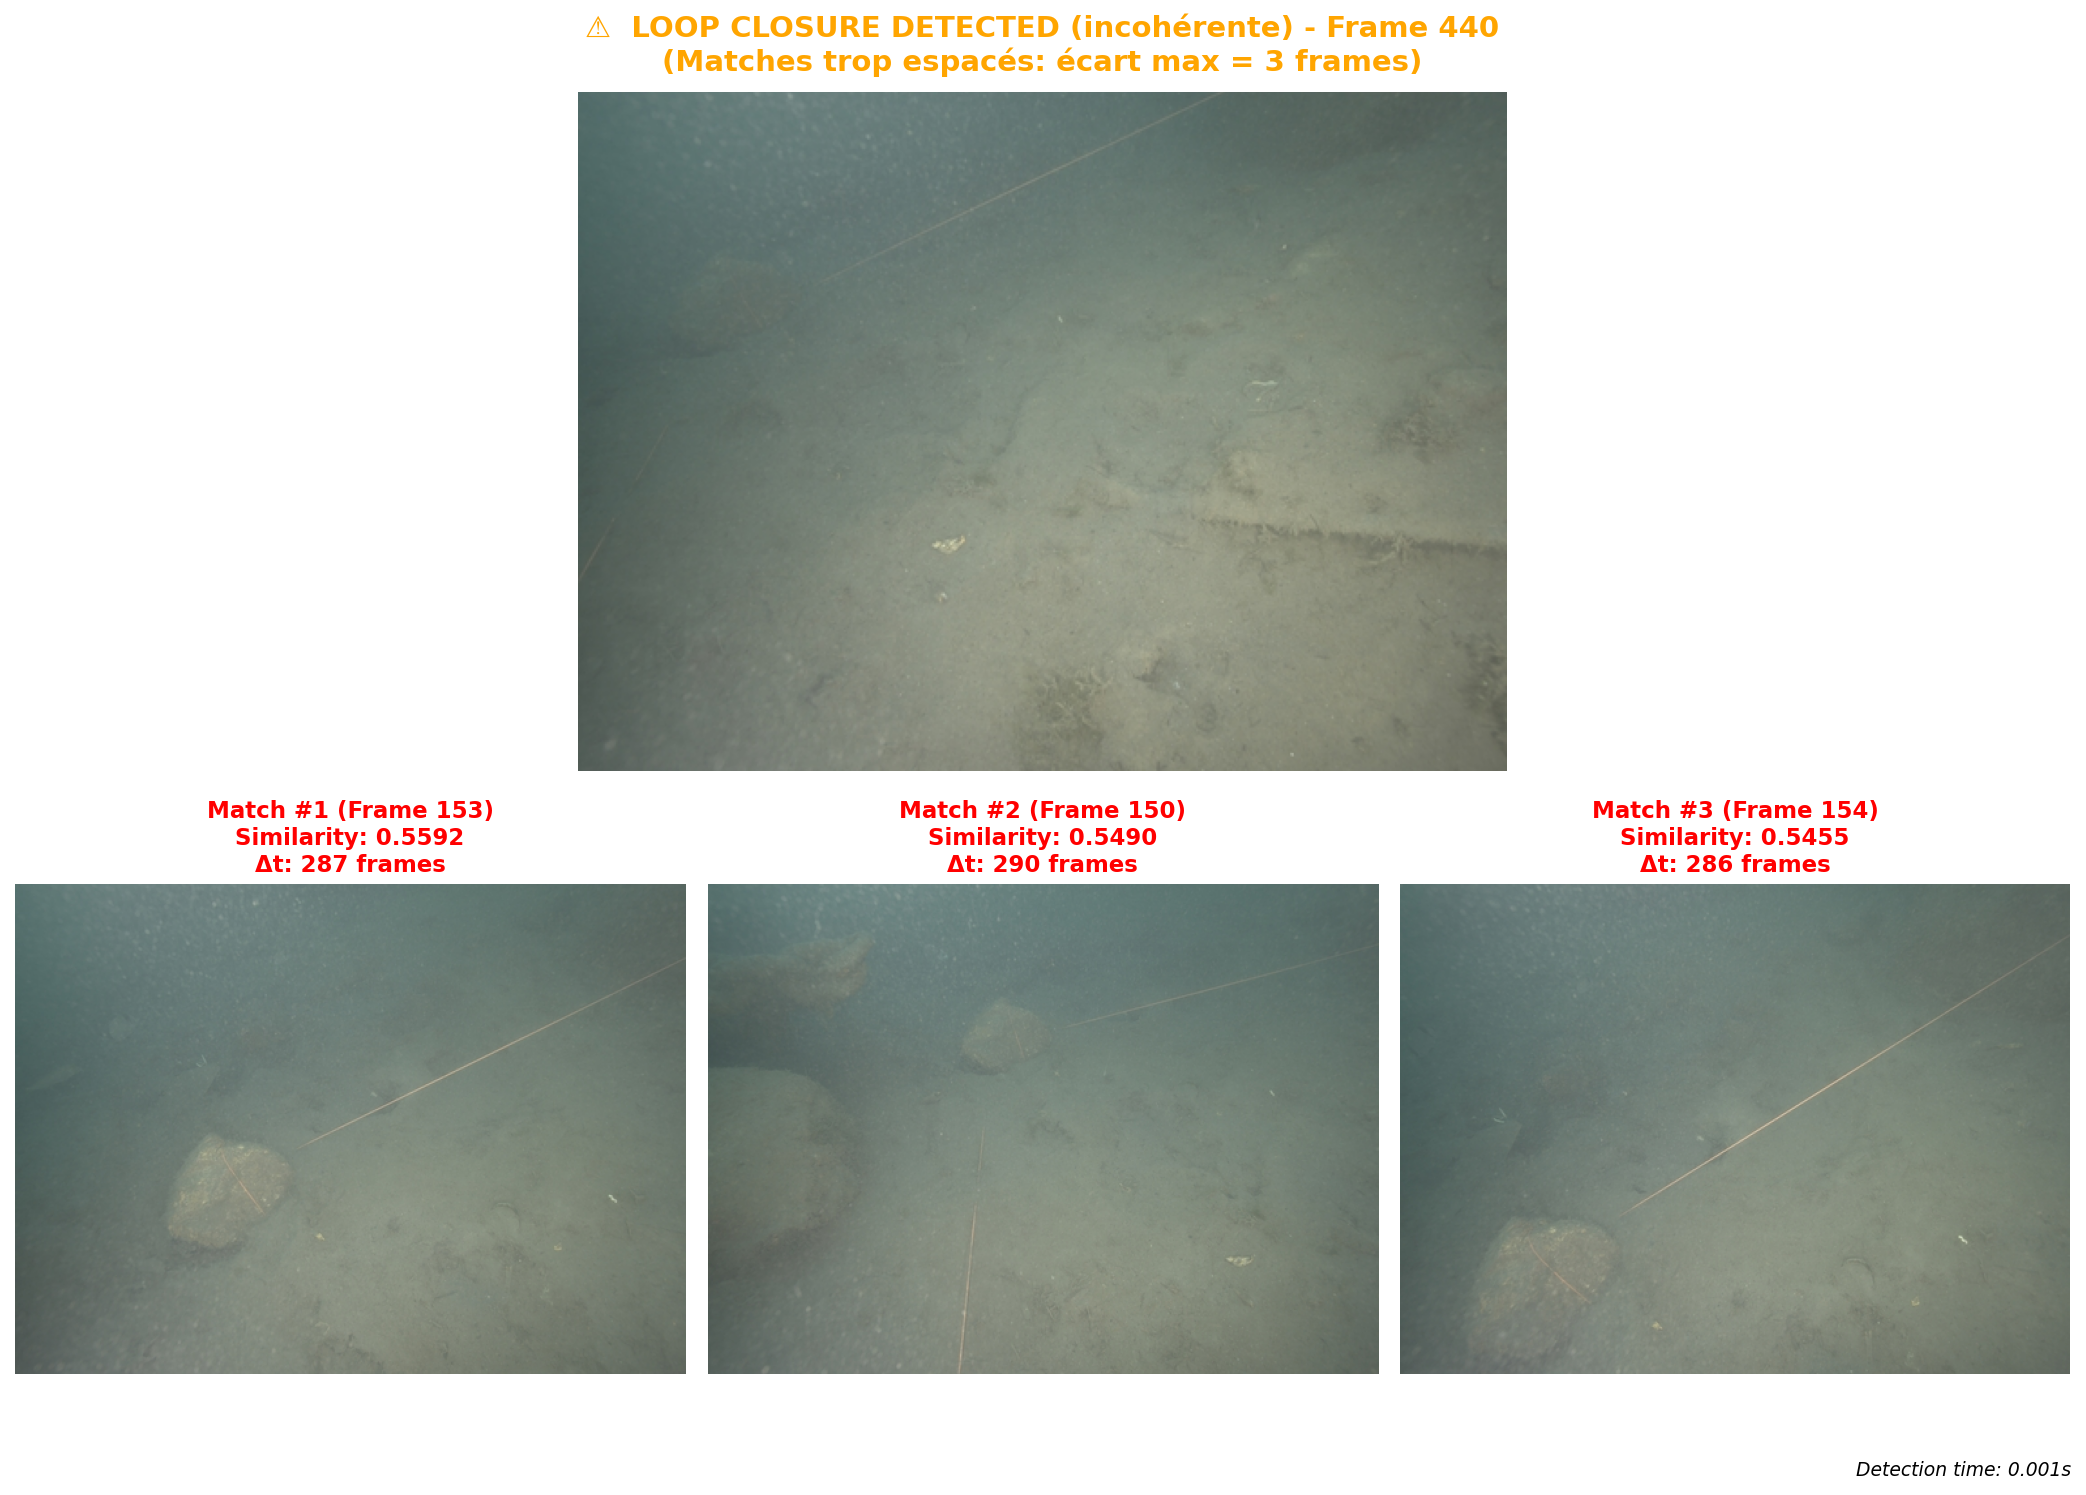 ⚠ LOOP CLOSURE DETECTED (incohérente) - Frame 440
(Matches trop espacés: écart max = 3 frames)
Match #1 (Frame 153)
Similarity: 0.5592
Δt: 287 frames
Match #2 (Frame 150)
Similarity: 0.5490
Δt: 290 frames
Match #3 (Frame 154)
Similarity: 0.5455
Δt: 286 frames
Detection time: 0.001s